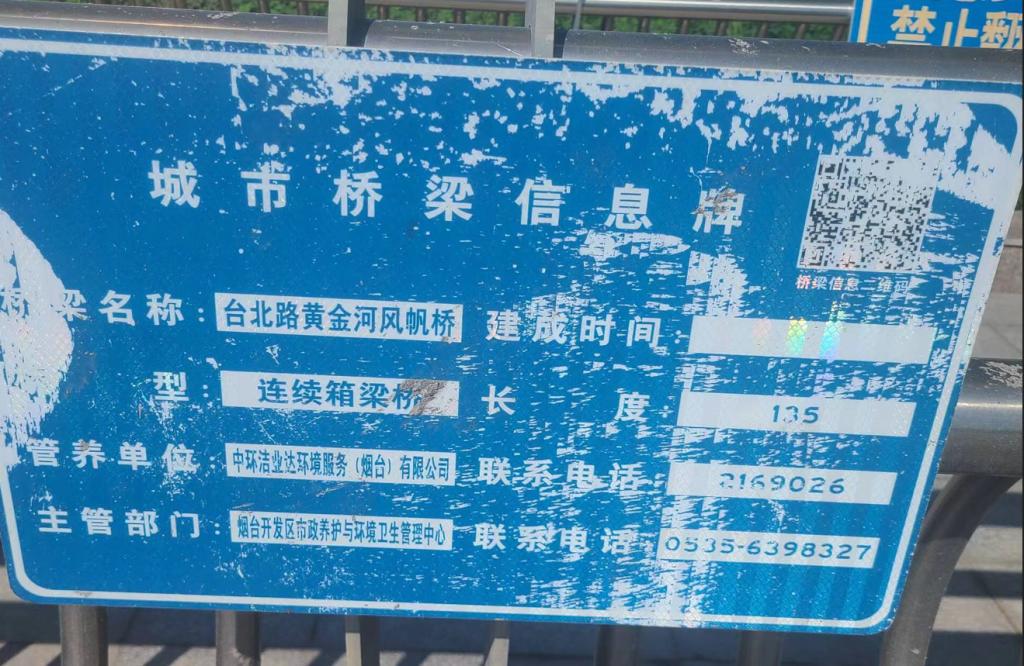 禁止翻
城市桥梁信息牌
桥梁信息二维码
桥梁名称：台北路黄金河风帆桥 建成时间：
型：连续箱梁桥 长度：135
管养单位：中环洁业达环境服务（烟台）有限公司 联系电话：2169026
主管部门：烟台开发区市政养护与环境卫生管理中心 联系电话：0535-6398327